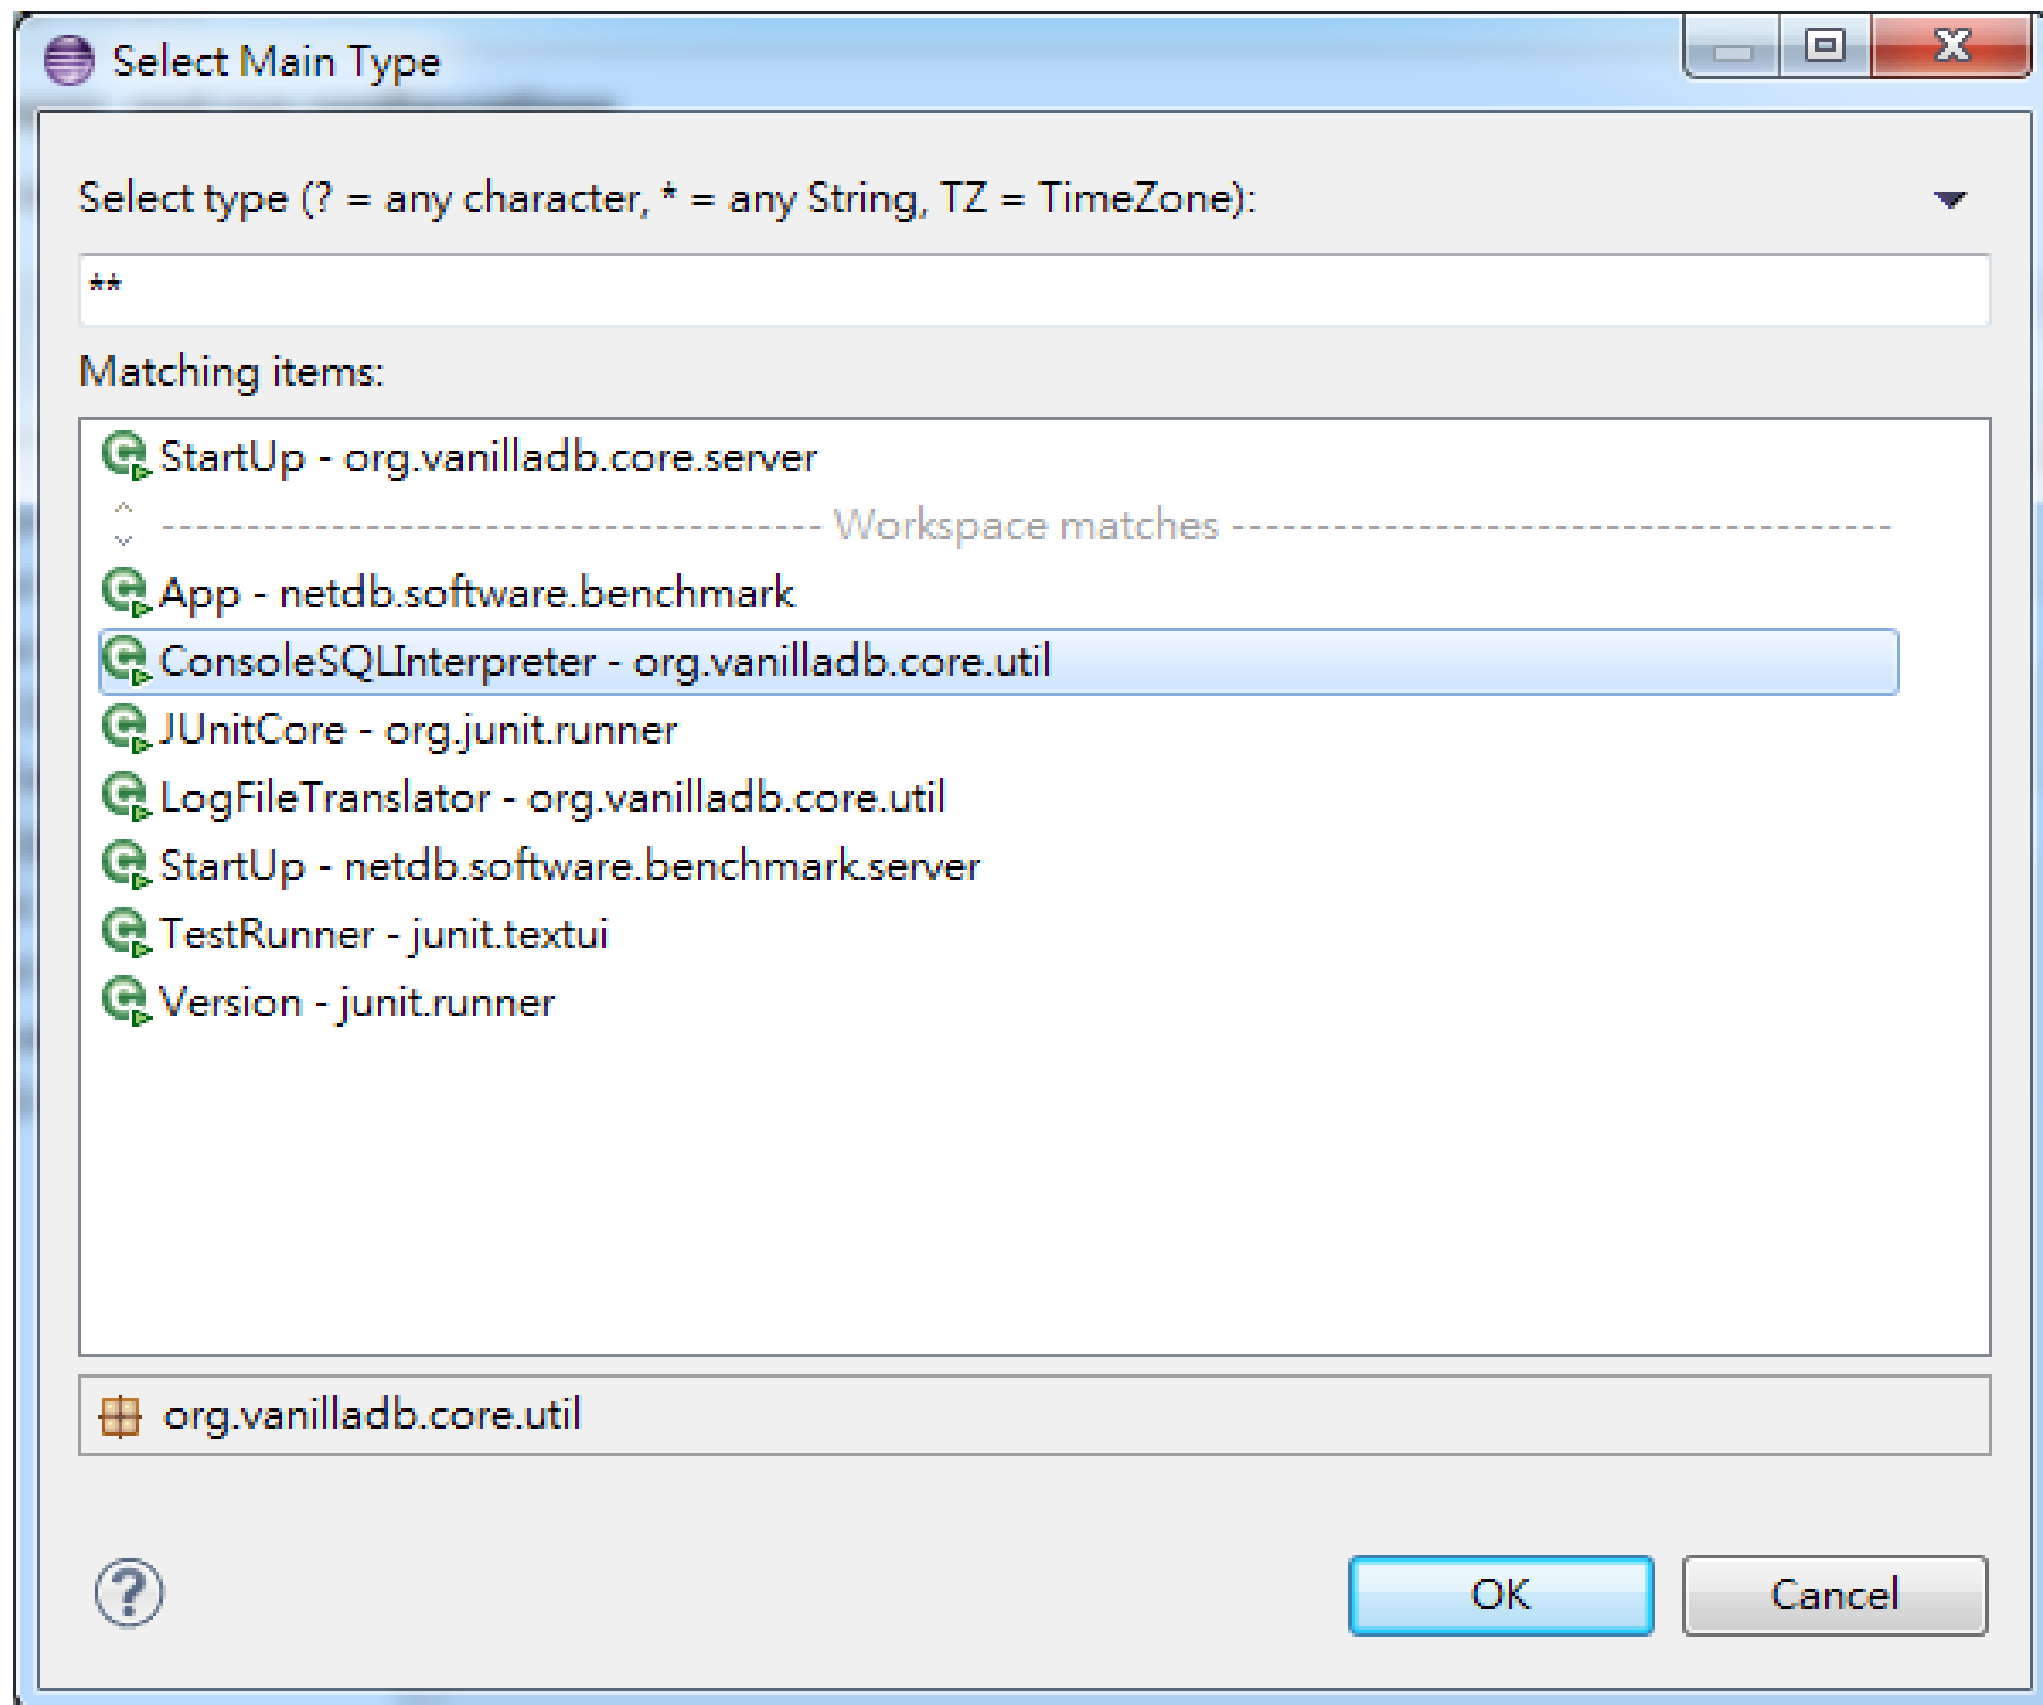 Select Main Type
Select type (? = any character, * = any String, TZ = TimeZone):
**
Matching items:
StartUp - org.vanilladb.core.server
------------------------------------ Workspace matches ------------------------------------
App - netdb.software.benchmark
ConsoleSQLInterpreter - org.vanilladb.core.util
JUnitCore - org.junit.runner
LogFileTranslator - org.vanilladb.core.util
StartUp - netdb.software.benchmark.server
TestRunner - junit.textui
Version - junit.runner
org.vanilladb.core.util
?
OK
Cancel